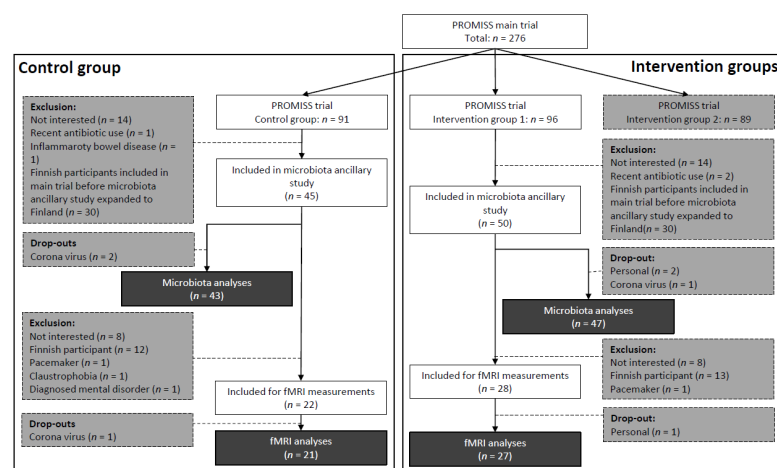 PROMISS main trial
Total: n = 276
Control group
Intervention groups
Exclusion:
Not interested (n = 14)
Recent antibiotic use (n = 1)
Inflammaroty bowel disease (n =
1)
Finnish participants included in
main trial before microbiota
ancillary study expanded to
Finland (n = 30)
PROMISS trial
Control group: n = 91
Included in microbiota ancillary
study
(n = 45)
Drop-outs
Corona virus (n = 2)
Microbiota analyses
(n = 43)
Exclusion:
Not interested (n = 8)
Finnish participant (n = 12)
Pacemaker (n = 1)
Claustrophobia (n = 1)
Diagnosed mental disorder (n = 1)
Included for fMRI measurements
(n = 22)
Drop-outs
Corona virus (n = 1)
fMRI analyses
(n = 21)
PROMISS trial
Intervention group 1: n = 96
PROMISS trial
Intervention group 2: n = 89
Exclusion:
Not interested (n = 14)
Recent antibiotic use (n = 2)
Finnish participants included in
main trial before microbiota
ancillary study expanded to
Finland(n = 30)
Included in microbiota ancillary
study
(n = 50)
Drop-out:
Personal (n = 2)
Corona virus (n = 1)
Microbiota analyses
(n = 47)
Exclusion:
Not interested (n = 8)
Finnish participant (n = 13)
Pacemaker (n = 1)
Included for fMRI measurements
(n = 28)
Drop-out:
Personal (n = 1)
fMRI analyses
(n = 27)